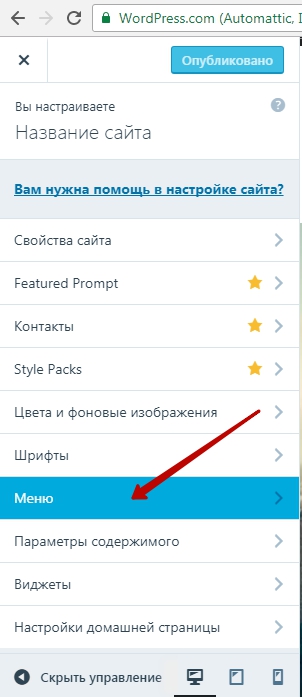 WordPress.com (Automattic, I
Опубликовано
Вы настраиваете
?
Название сайта
Вам нужна помощь в настройке сайта?
Свойства сайта
Featured Prompt
Контакты
Style Packs
Цвета и фоновые изображения
Шрифты
Меню
Параметры содержимого
Виджеты
Настройки домашней страницы
Скрыть управление